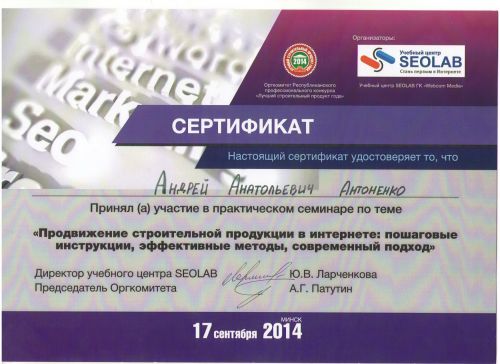 Internet
Marke
Seo
2014
Оргкомитет Республиканского
профессионального конкурса
«Лучший строительный продукт года»
Организаторы:
Учебный центр
SEOLAB
Стань первым в Интернете
Учебный центр SEOLAB ГК «Webcom Media»
СЕРТИФИКАТ
Настоящий сертификат удостоверяет то, что
Андрей Анатольевич Антоненко
Принял (а) участие в практическом семинаре по теме
«Продвижение строительной продукции в интернете: пошаговые
инструкции, эффективные методы, современный подход»
Директор учебного центра SEOLAB Ю.В. Ларченкова
Председатель Оргкомитета А.Г. Патутин
МИНСК
17 сентября 2014